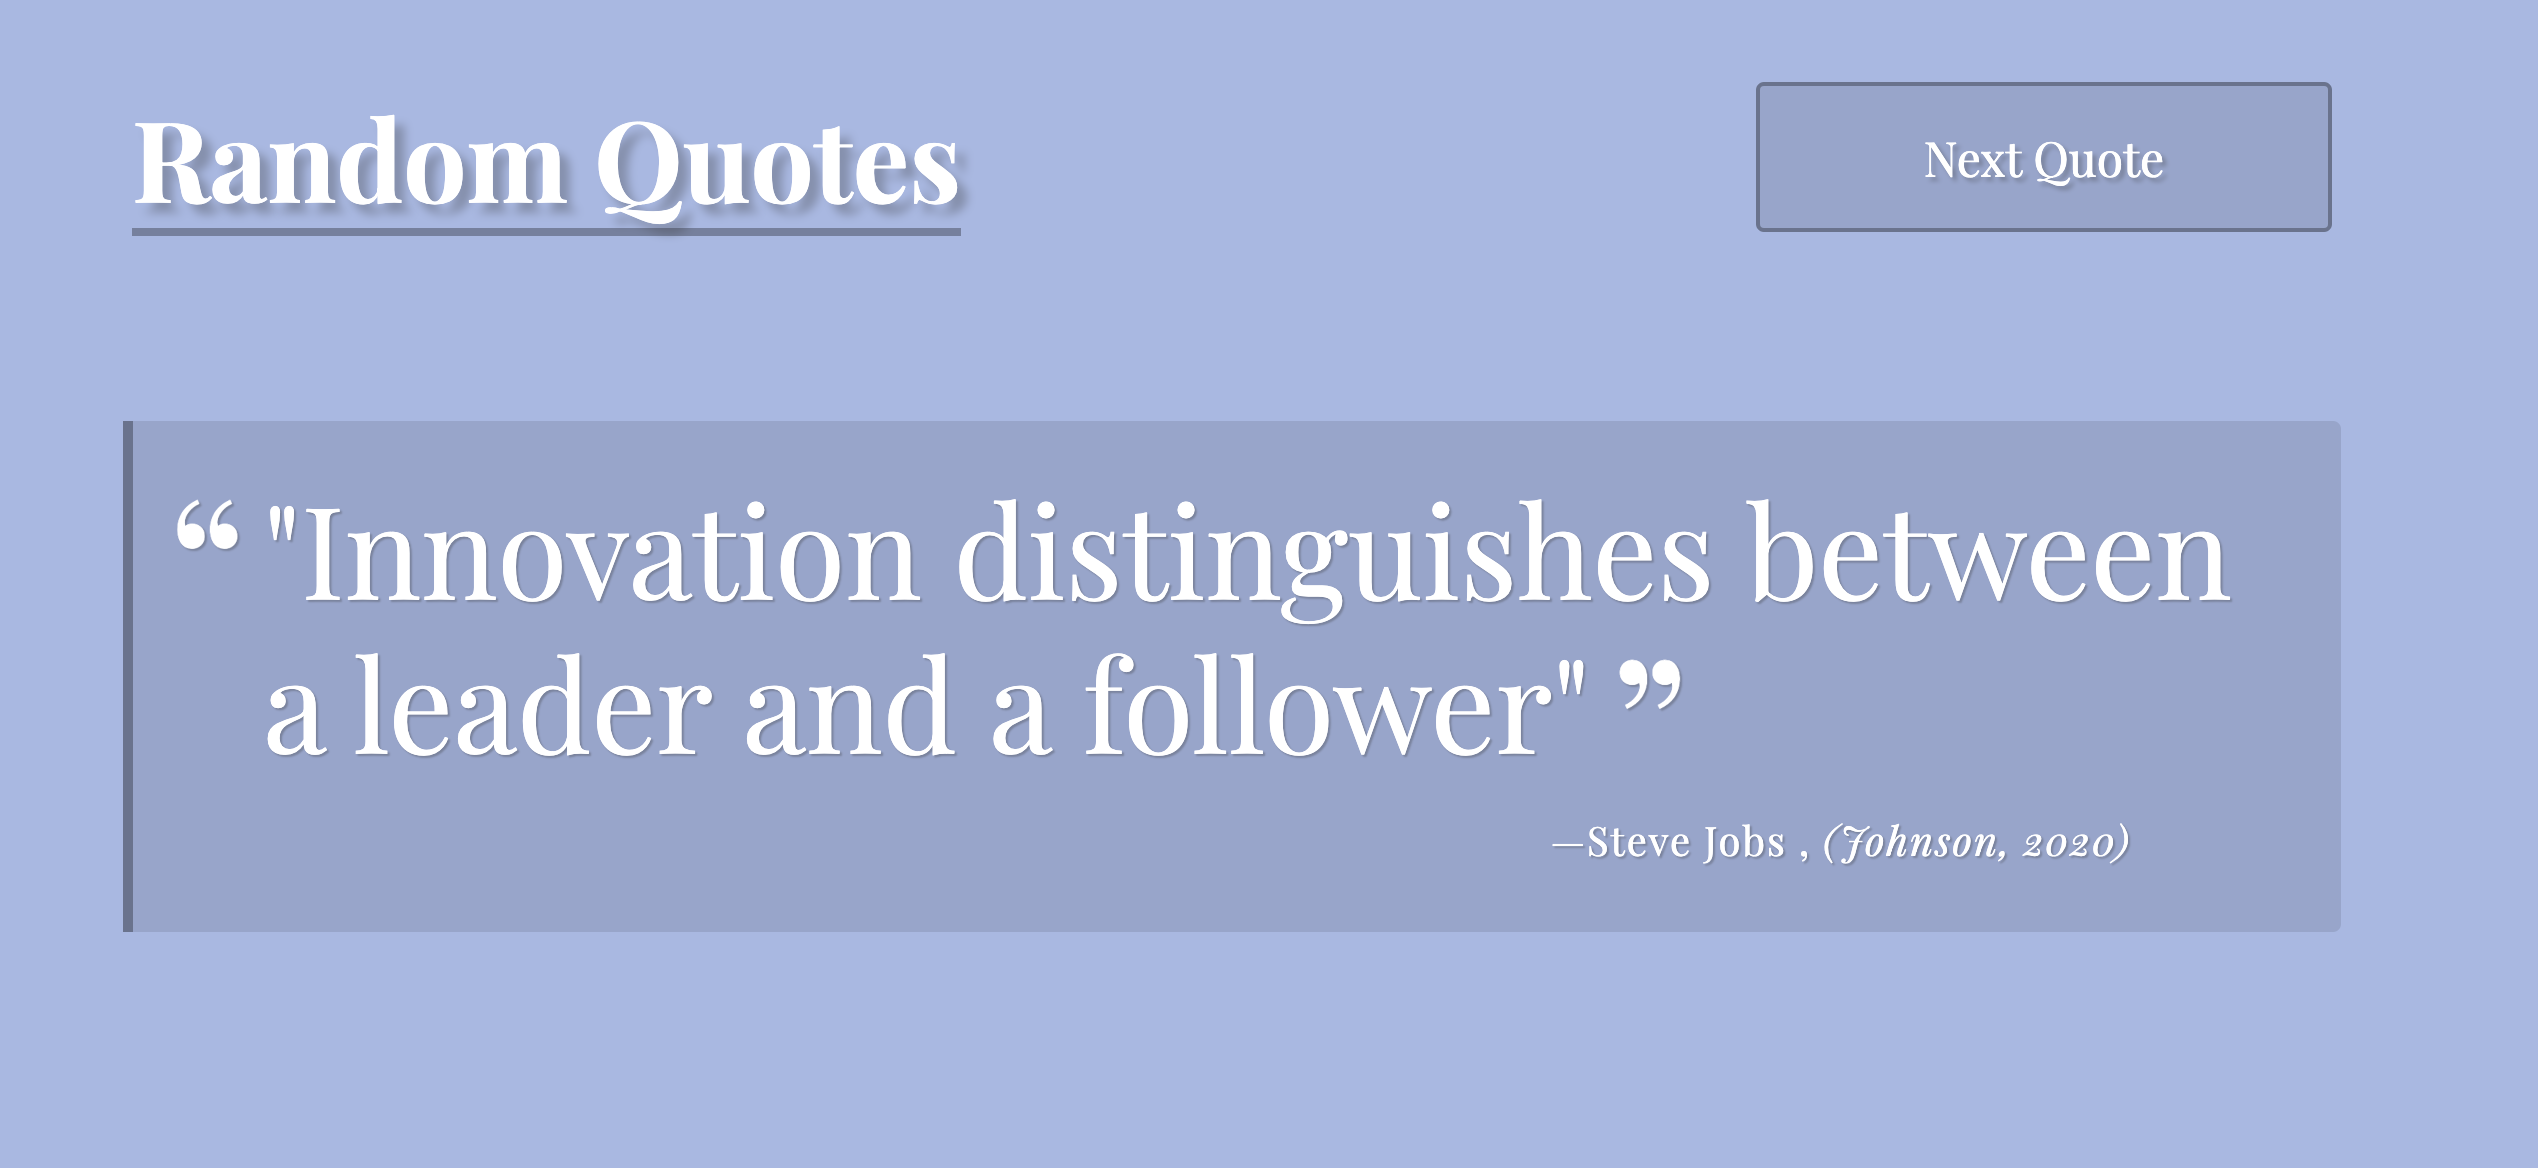 Random Quotes
Next Quote
“ "Innovation distinguishes between
a leader and a follower" ”
—Steve Jobs , (Johnson, 2020)